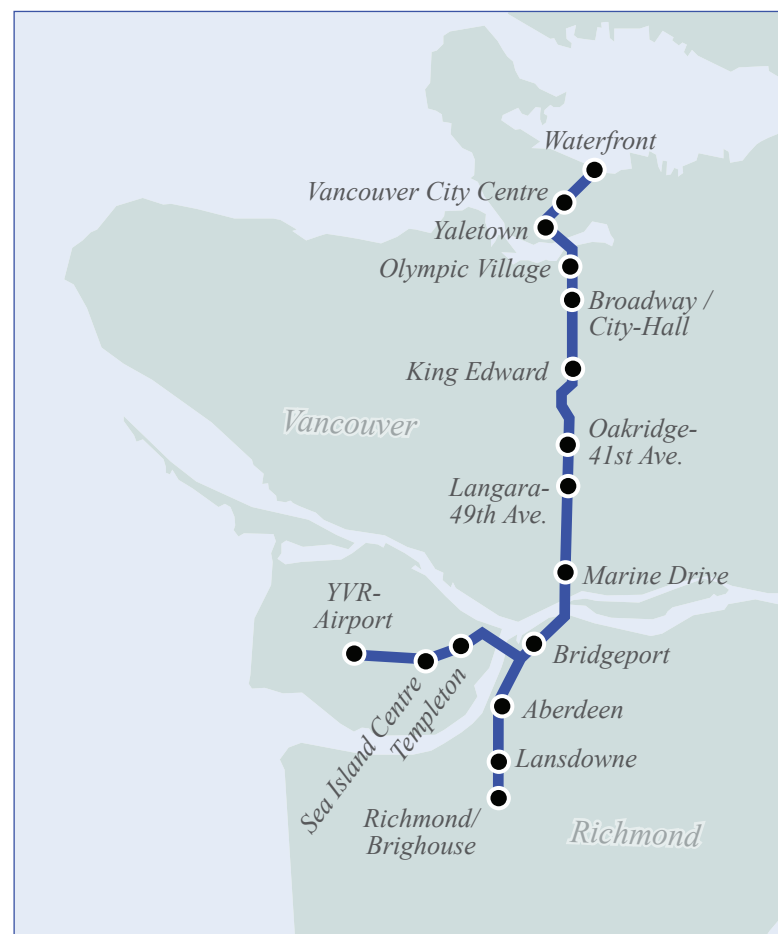 Waterfront
Vancouver City Centre
Yaletown
Olympic Village
Broadway /
City-Hall
King Edward
Vancouver
Oakridge-
41st Ave.
Langara-
49th Ave.
Marine Drive
YVR-
Airport
Bridgeport
Sea Island Centre
Templeton
Aberdeen
Lansdowne
Richmond/
Brighouse
Richmond